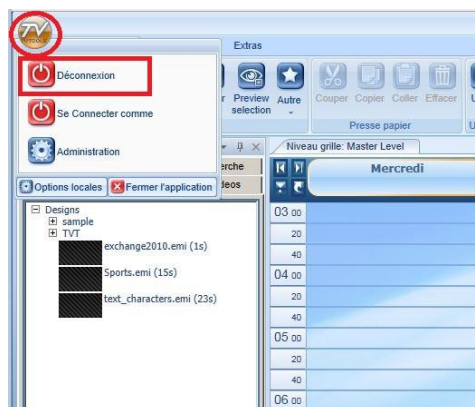 TV
TVTOOLS
Extras
Déconnexion
Se Connecter comme
Administration
Options locales
Fermer l'application
Preview
selection
Autre
Couper
Copier
Coller
Effacer
Presse papier
Niveau grille: Master Level
Mercredi
Designs
sample
TVT
exchange2010.emi (1s)
Sports.emi (15s)
text_characters.emi (23s)
03 00
20
40
04 00
20
40
05 00
20
40
06 00